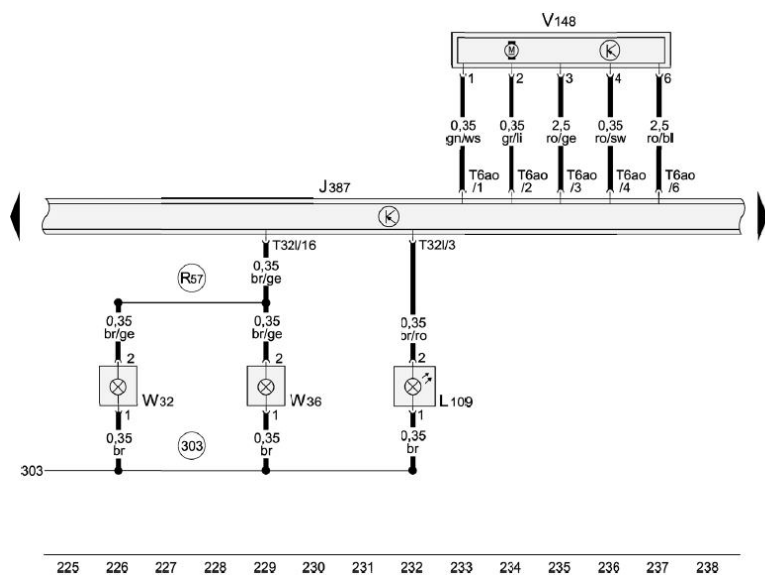 V148
1 2 3 4 6
0,35 0,35 2,5 0,35 2,5
gn/ws gr/li ro/ge ro/sw ro/bl
T6ao T6ao T6ao T6ao T6ao
/1 /2 /3 /4 /6
J387
T32l/16 T32l/3
0,35
br/ge
R57
0,35 0,35 0,35
br/ge br/ge br/ro
2 2 2
W32 W36 L109
1 1 1
0,35 0,35 0,35
br br br
303
303
225 226 227 228 229 230 231 232 233 234 235 236 237 238